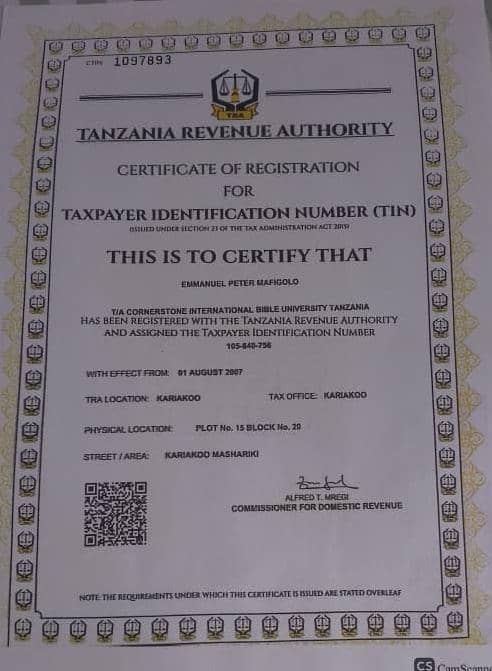 CTIN 1097893
TRA
TANZANIA REVENUE AUTHORITY
CERTIFICATE OF REGISTRATION
FOR
TAXPAYER IDENTIFICATION NUMBER (TIN)
(ISSUED UNDER SECTION 23 OF THE TAX ADMINISTRATION ACT 2015)
THIS IS TO CERTIFY THAT
EMMANUEL PETER MAFIGOLO
T/A CORNERSTONE INTERNATIONAL BIBLE UNIVERSITY TANZANIA
HAS BEEN REGISTERED WITH THE TANZANIA REVENUE AUTHORITY
AND ASSIGNED THE TAXPAYER IDENTIFICATION NUMBER
105-840-756
WITH EFFECT FROM: 01 AUGUST 2007
TRA LOCATION: KARIAKOO TAX OFFICE: KARIAKOO
PHYSICAL LOCATION: PLOT No. 15 BLOCK No. 20
STREET / AREA: KARIAKOO MASHARIKI
ALFRED T. MREGI
COMMISSIONER FOR DOMESTIC REVENUE
NOTE: THE REQUIREMENTS UNDER WHICH THIS CERTIFICATE IS ISSUED ARE STATED OVERLEAF
CS